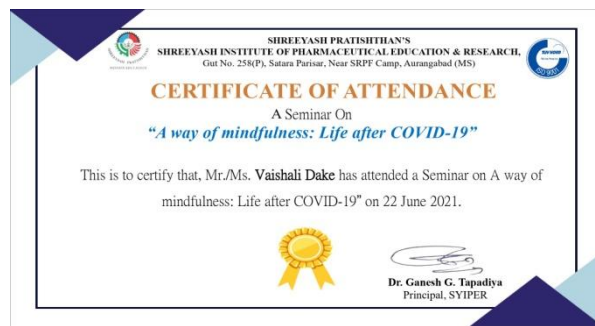 SHREEYASH PRATISHTHAN'S
SHREEYASH INSTITUTE OF PHARMACEUTICAL EDUCATION & RESEARCH,
Gut No. 258(P), Satara Parisar, Near SRPF Camp, Aurangabad (MS)
ISO 9001
CERTIFICATE OF ATTENDANCE
A Seminar On
“A way of mindfulness: Life after COVID-19”
This is to certify that, Mr./Ms. Vaishali Dake has attended a Seminar on A way of
mindfulness: Life after COVID-19” on 22 June 2021.
Dr. Ganesh G. Tapadiya
Principal, SYIPER